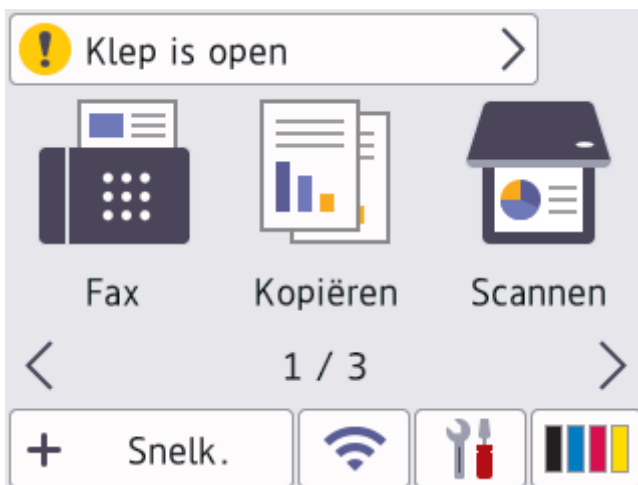 ! Klep is open
Fax Kopiëren Scannen
1 / 3
+ Snelk.